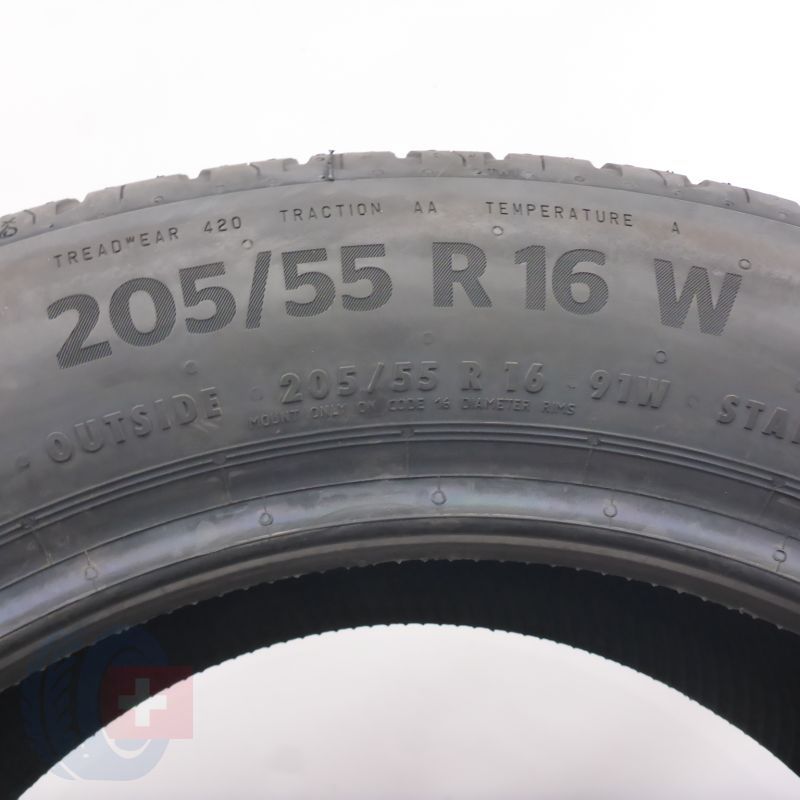 TREADWEAR 420 TRACTION AA TEMPERATURE A
205/55 R 16 W
· OUTSIDE · 205/55 R 16 · 91W · STA
MOUNT ONLY ON CODE 16 DIAMETER RIMS